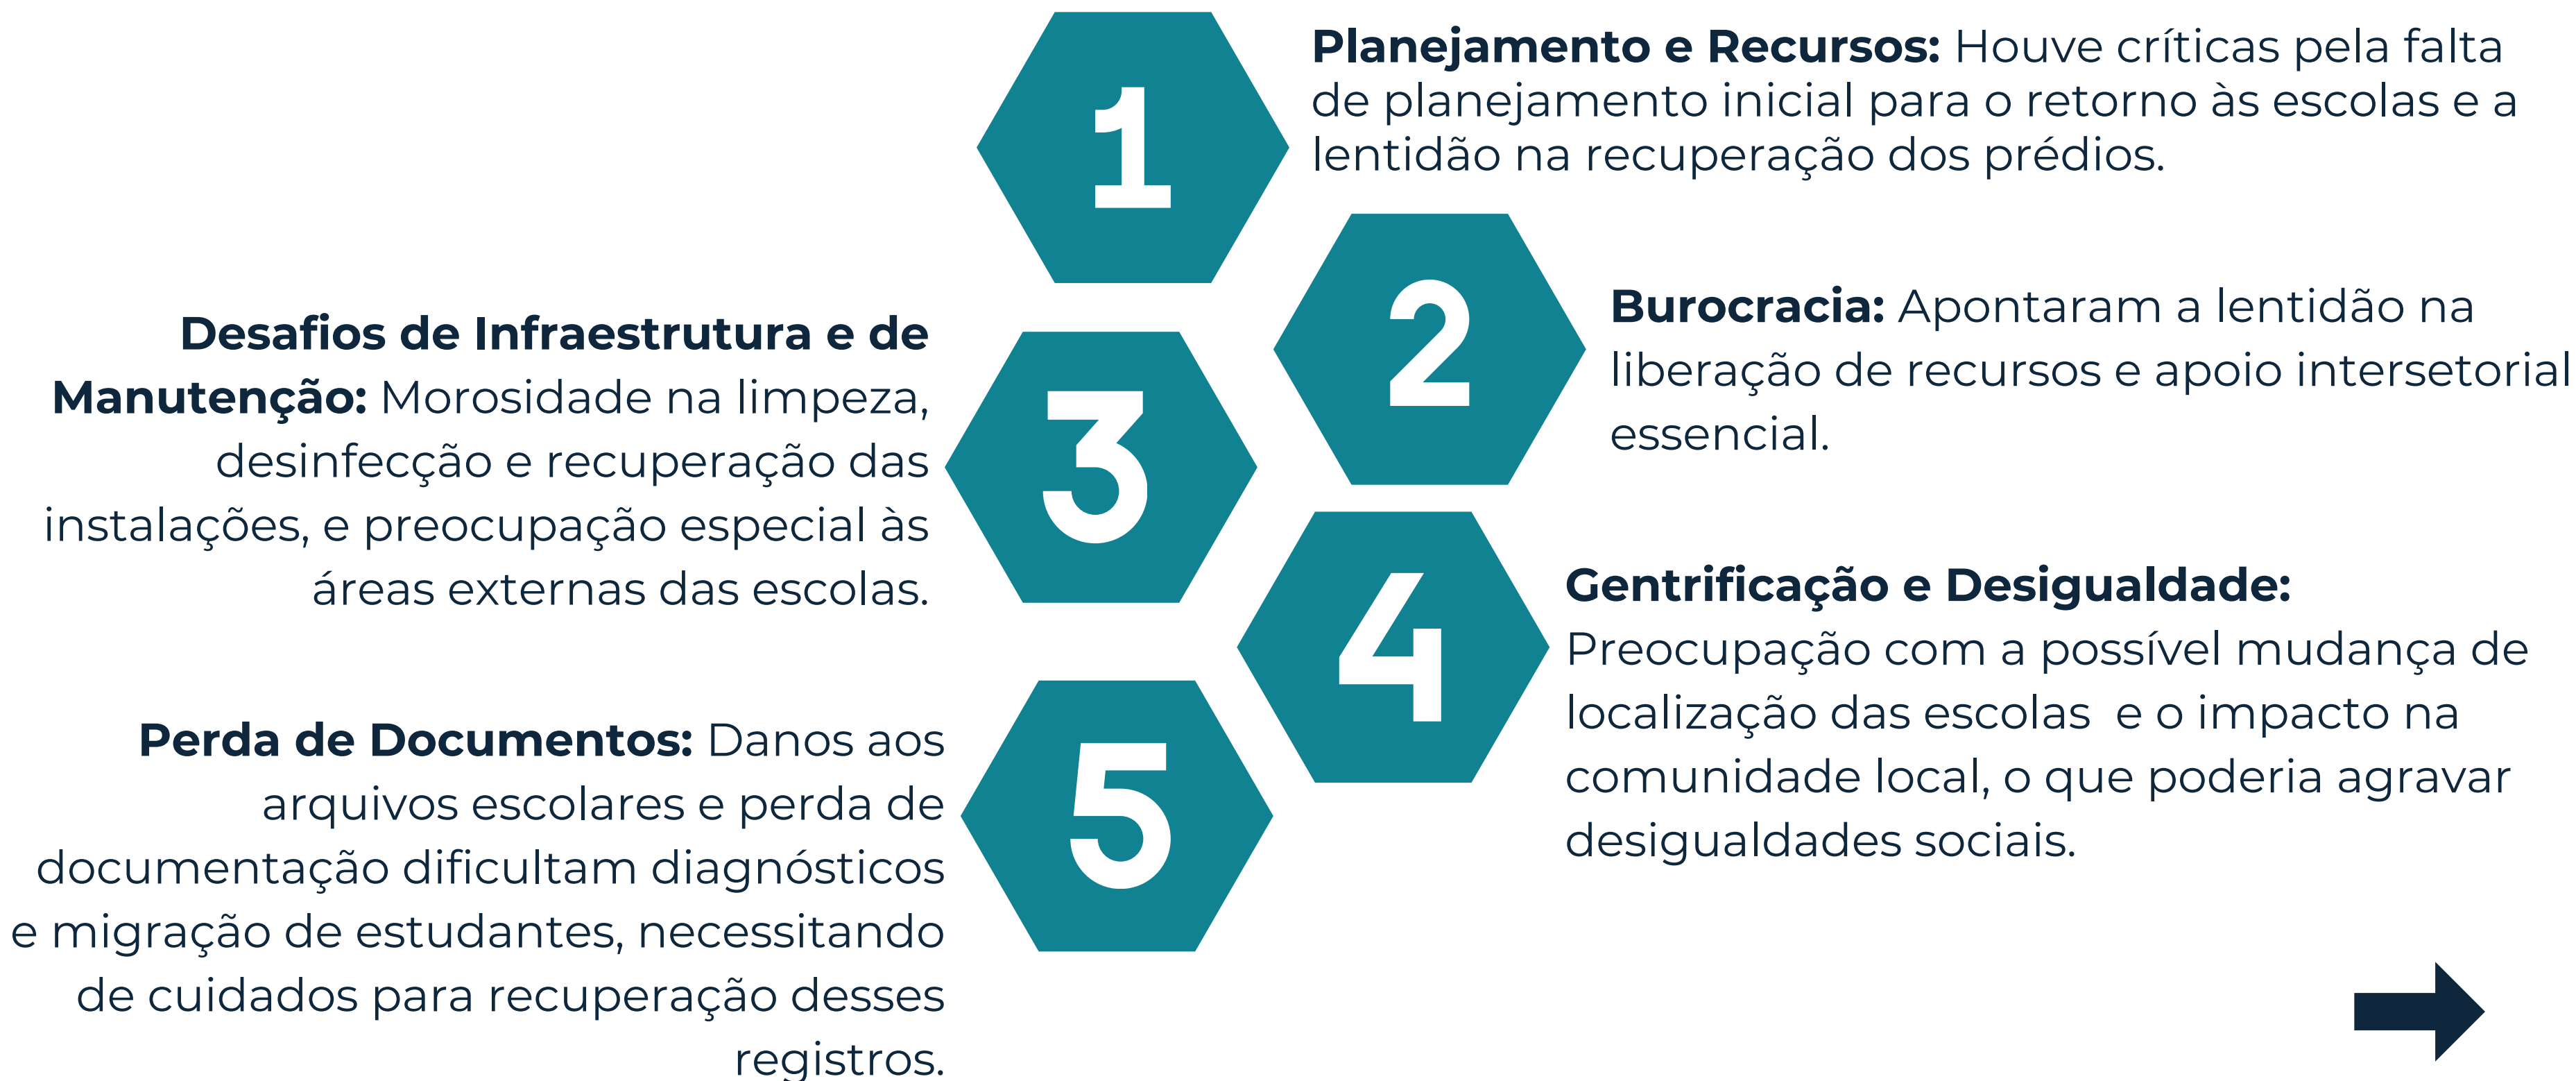 1
Planejamento e Recursos: Houve críticas pela falta
de planejamento inicial para o retorno às escolas e a
lentidão na recuperação dos prédios.
2
Burocracia: Apontaram a lentidão na
liberação de recursos e apoio intersetorial
essencial.
3
Desafios de Infraestrutura e de
Manutenção: Morosidade na limpeza,
desinfecção e recuperação das
instalações, e preocupação especial às
áreas externas das escolas.
4
Gentrificação e Desigualdade:
Preocupação com a possível mudança de
localização das escolas e o impacto na
comunidade local, o que poderia agravar
desigualdades sociais.
5
Perda de Documentos: Danos aos
arquivos escolares e perda de
documentação dificultam diagnósticos
e migração de estudantes, necessitando
de cuidados para recuperação desses
registros.